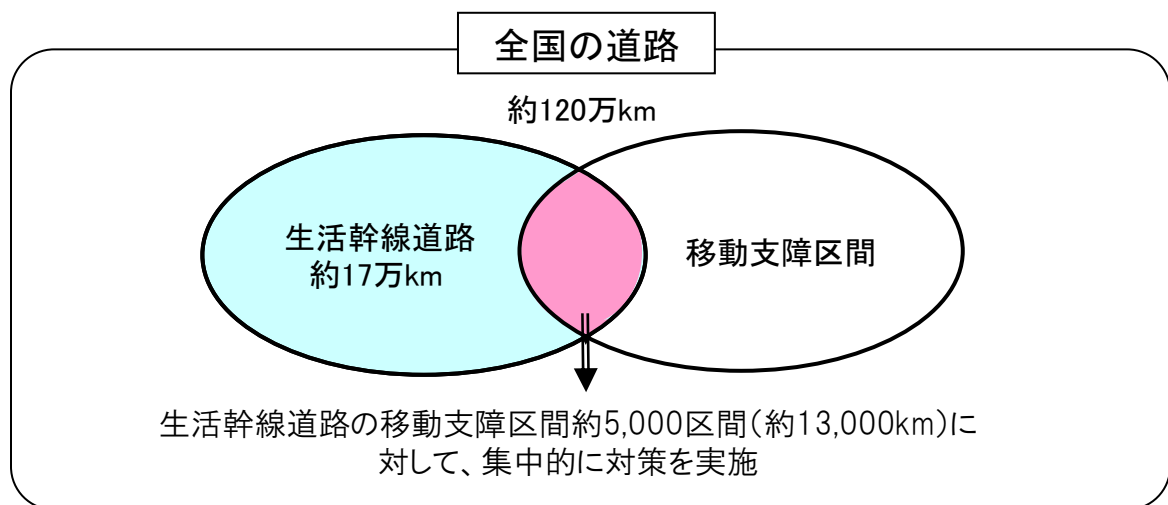 全国の道路
約120万km
生活幹線道路
約17万km
移動支障区間
生活幹線道路の移動支障区間約5,000区間(約13,000km)に
対して、集中的に対策を実施